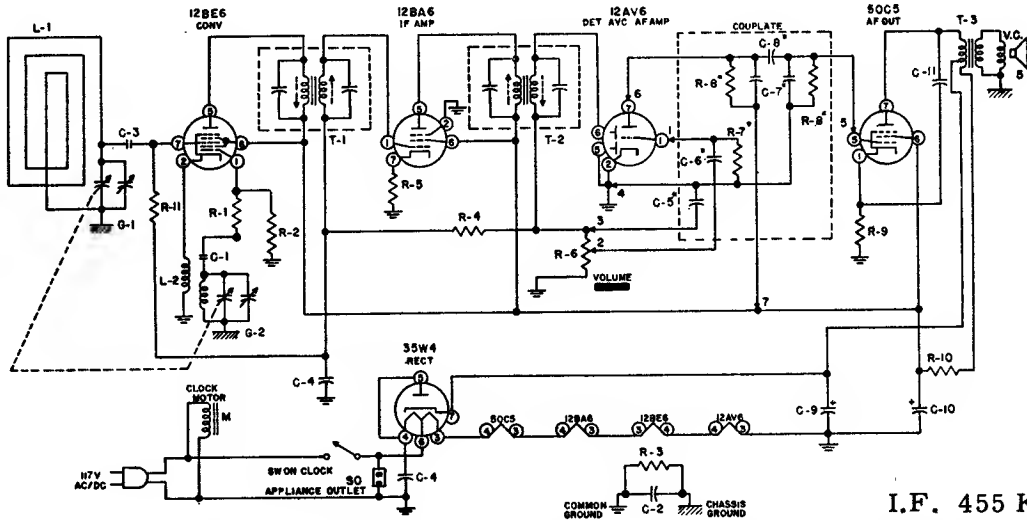 12BE6
CONV
12BA6
IF AMP
12AV6
DET AVC AF AMP
50C5
AF OUT
L-1
COUPLATE
T-3
V.C.
S
C-8*
C-11
R-8*
C-7*
R-8*
C-3
T-1
T-2
R-7*
C-6*
G-1
R-11
R-1
R-2
R-5
R-4
C-5*
R-9
R-6
VOLUME
L-2
C-1
G-2
35W4
RECT
R-10
C-4
CLOCK
MOTOR
M
C-9
C-10
50C5
12BA6
12BE6
12AV6
SW ON CLOCK
117V
AC/DC
SO
APPLIANCE OUTLET
C-4
R-3
COMMON
GROUND
C-2
CHASSIS
GROUND
I.F. 455 K